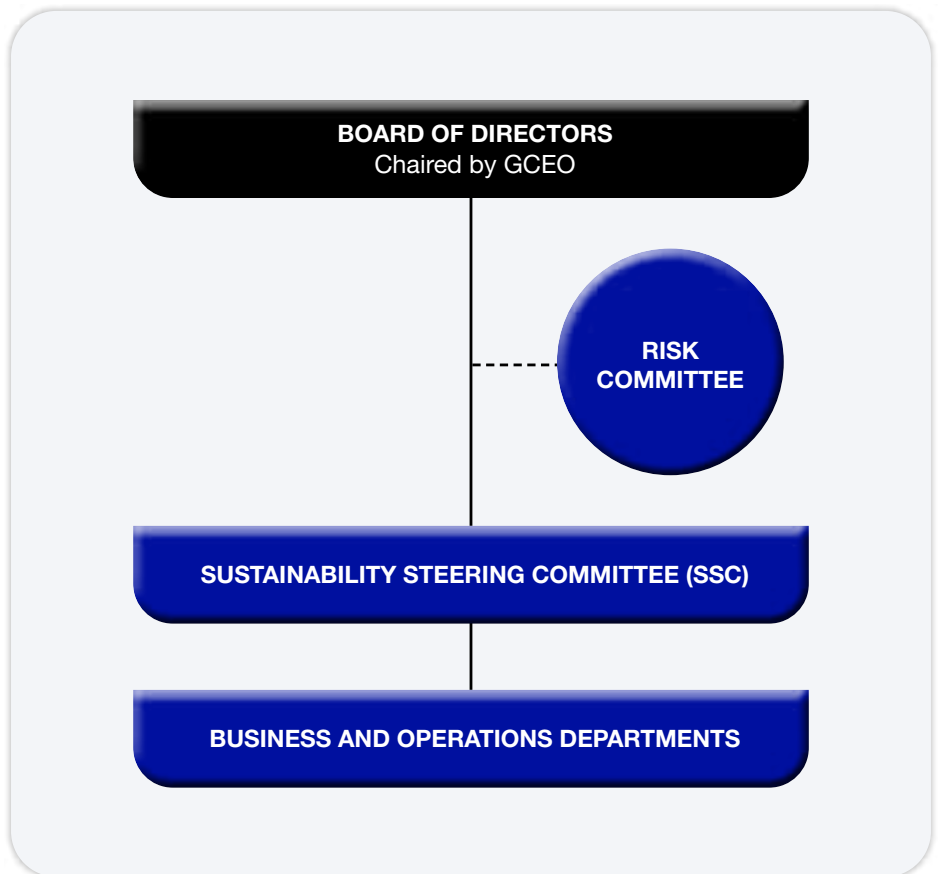 BOARD OF DIRECTORS
Chaired by GCEO
RISK
COMMITTEE
SUSTAINABILITY STEERING COMMITTEE (SSC)
BUSINESS AND OPERATIONS DEPARTMENTS